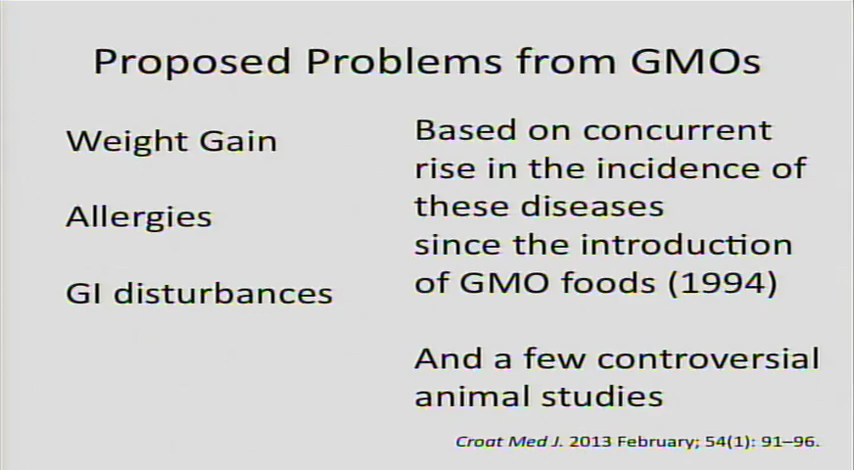 Proposed Problems from GMOs
Weight Gain
Allergies
GI disturbances
Based on concurrent
rise in the incidence of
these diseases
since the introduction
of GMO foods (1994)
And a few controversial
animal studies
Croat Med J. 2013 February; 54(1): 91–96.